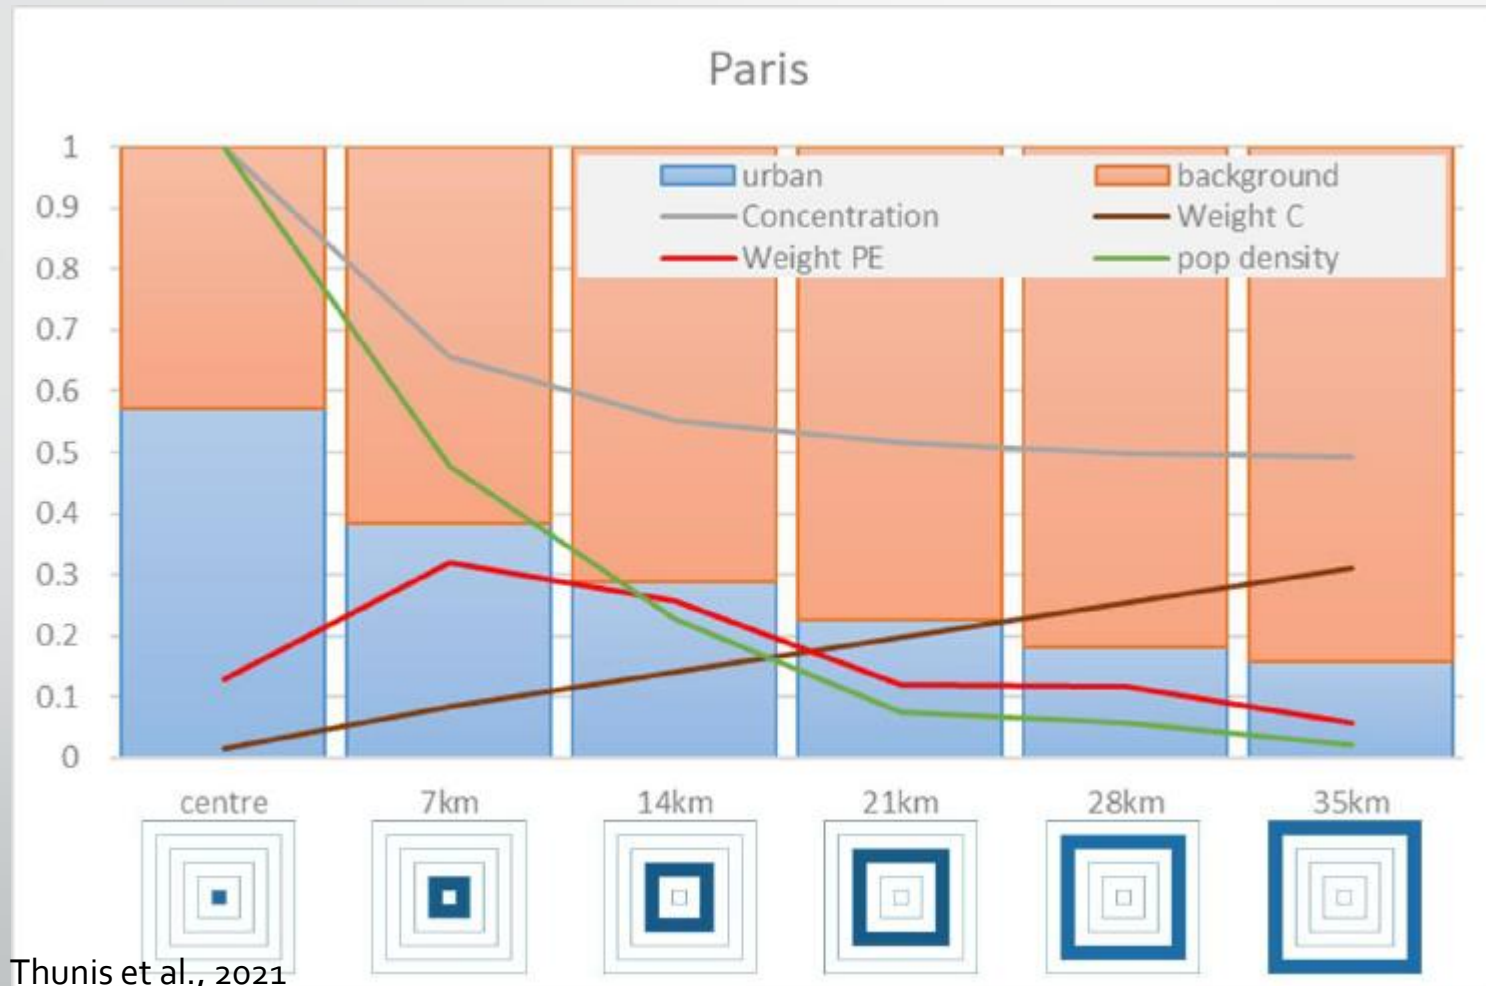 Paris
urban
background
Concentration
Weight C
Weight PE
pop density
1
0.9
0.8
0.7
0.6
0.5
0.4
0.3
0.2
0.1
0
centre 7km 14km 21km 28km 35km
Thunis et al., 2021